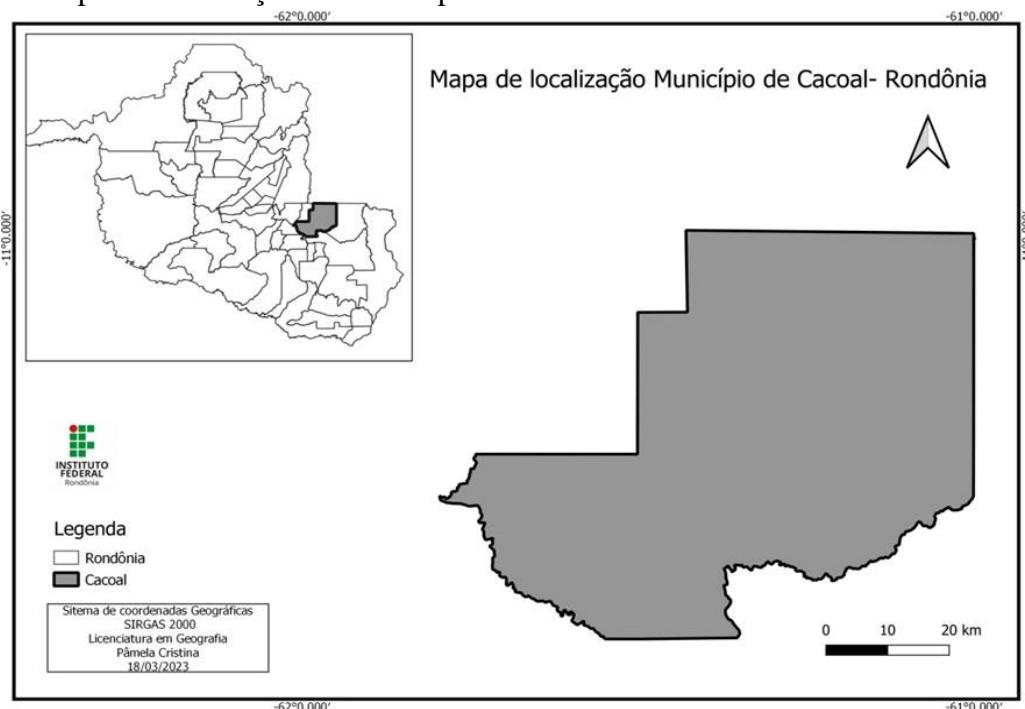 -62°0.000'
-61°0.000'
Mapa de localização Município de Cacoal- Rondônia
-11°0.000'
INSTITUTO
FEDERAL
Rondônia
Legenda
Rondônia
Cacoal
Sitema de coordenadas Geográficas
SIRGAS 2000
Licenciatura em Geografia
Pâmela Cristina
18/03/2023
0 10 20 km
-62°0.000'
-61°0.000'